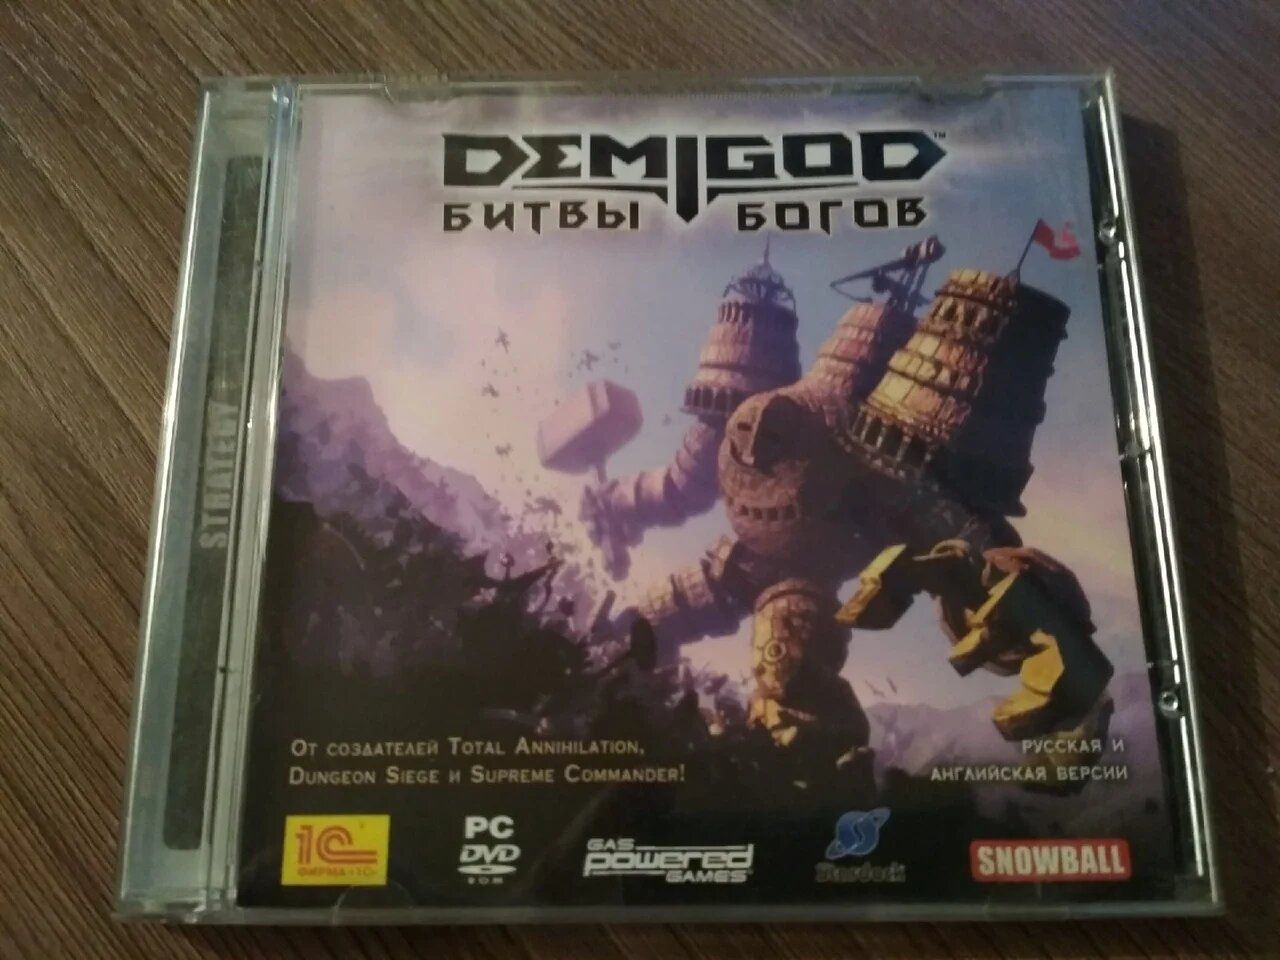 DEMIGOD™
БИТВЫ БОГОВ
STRATEGY
От создателей Total Annihilation,
Dungeon Siege и Supreme Commander!
русская и
английская версии
1С®
ФИРМА «1С»
PC
DVD
ROM
GAS
POWERED
GAMES
Stardock
SNOWBALL